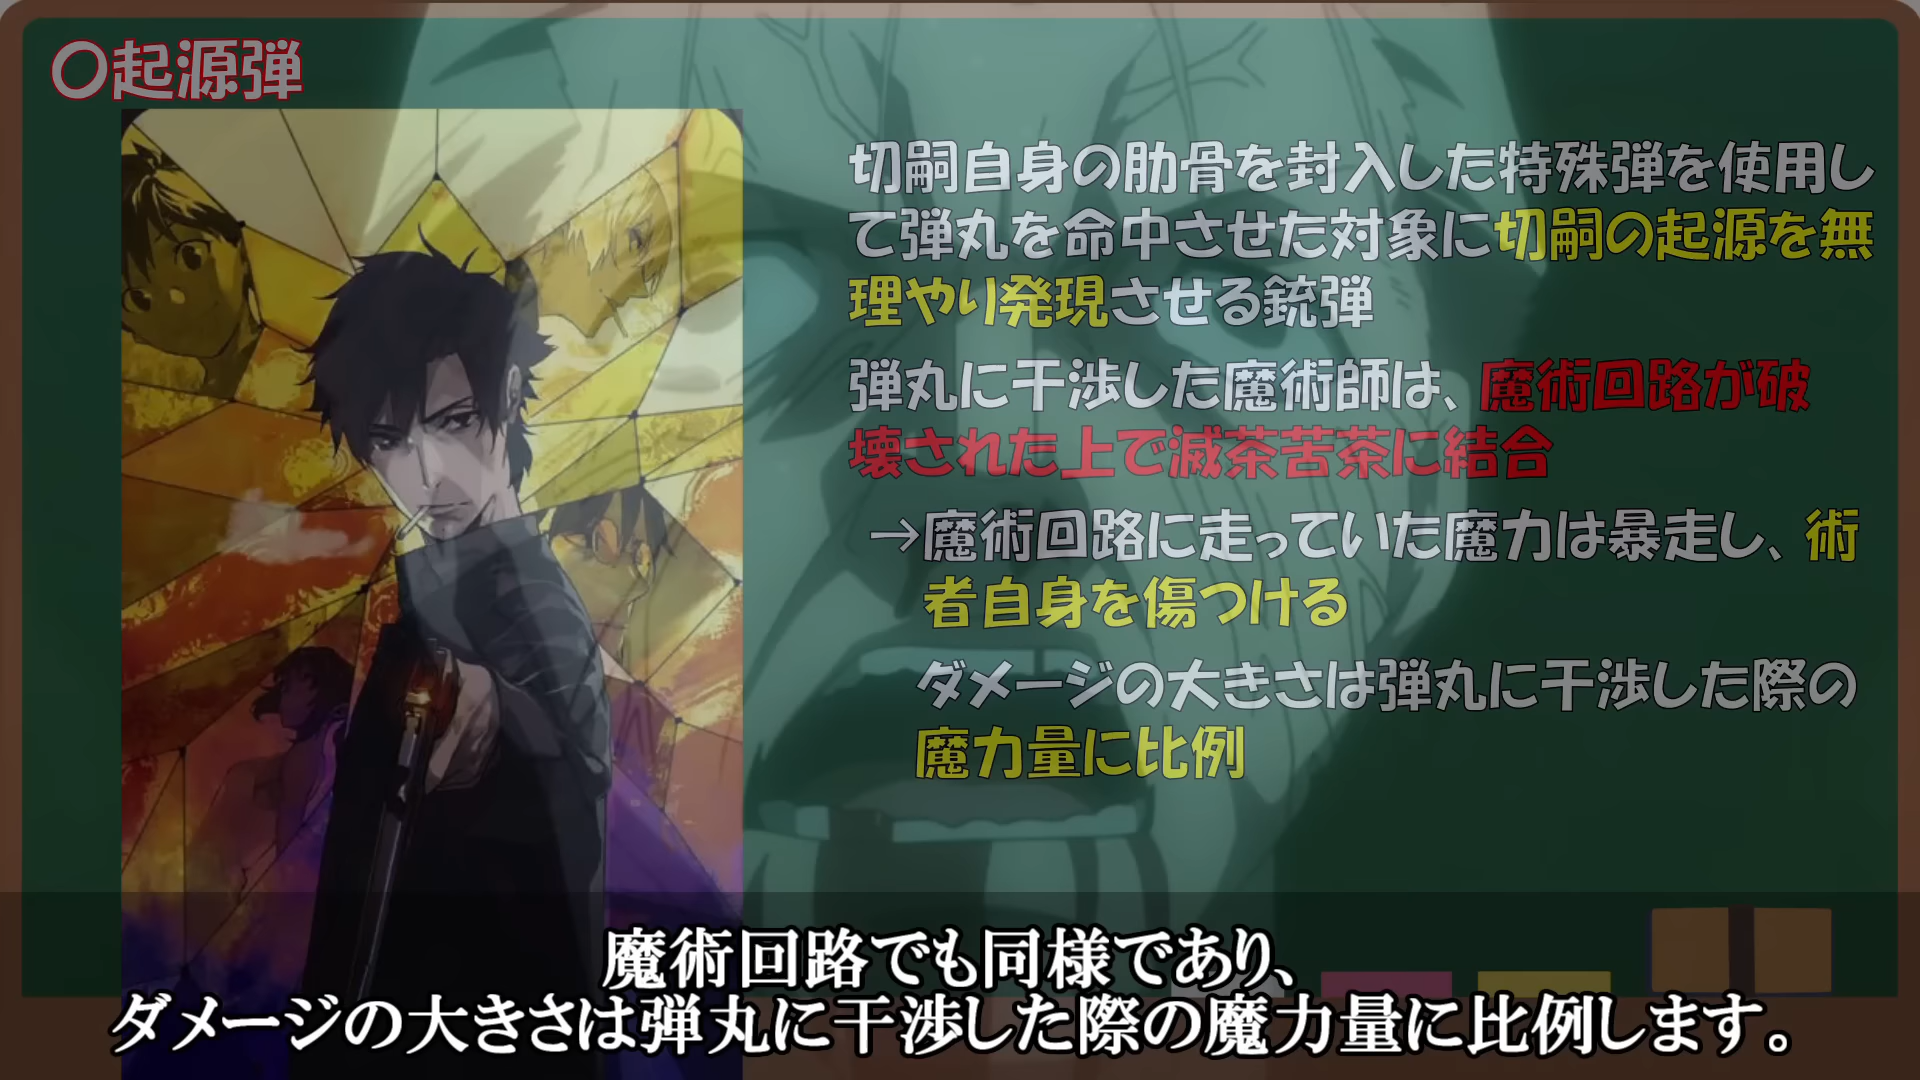 〇起源弾
切嗣自身の肋骨を封入した特殊弾を使用し
て弾丸を命中させた対象に切嗣の起源を無
理やり発現させる銃弾
弾丸に干渉した魔術師は、魔術回路が破
壊された上で滅茶苦茶に結合
→魔術回路に走っていた魔力は暴走し、術
者自身を傷つける
ダメージの大きさは弾丸に干渉した際の
魔力量に比例
魔術回路でも同様であり、
ダメージの大きさは弾丸に干渉した際の魔力量に比例します。